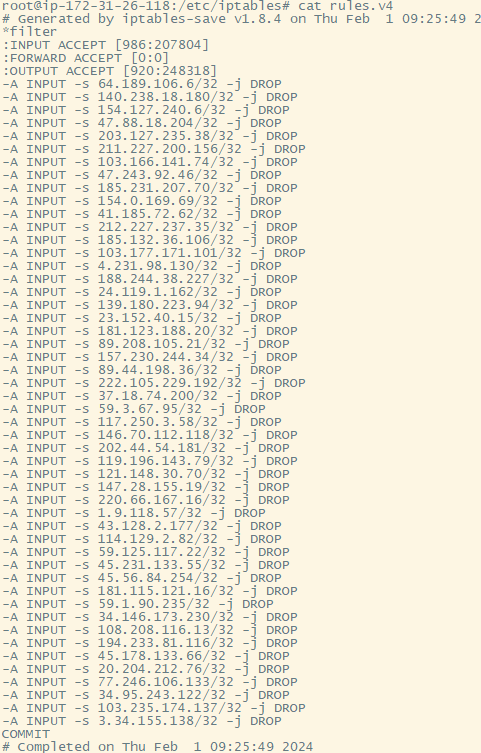 root@ip-172-31-26-118:/etc/iptables# cat rules.v4
# Generated by iptables-save v1.8.4 on Thu Feb  1 09:25:49 2
*filter
:INPUT ACCEPT [986:207804]
:FORWARD ACCEPT [0:0]
:OUTPUT ACCEPT [920:248318]
-A INPUT -s 64.189.106.6/32 -j DROP
-A INPUT -s 140.238.18.180/32 -j DROP
-A INPUT -s 154.127.240.6/32 -j DROP
-A INPUT -s 47.88.18.204/32 -j DROP
-A INPUT -s 203.127.235.38/32 -j DROP
-A INPUT -s 211.227.200.156/32 -j DROP
-A INPUT -s 103.166.141.74/32 -j DROP
-A INPUT -s 47.243.92.46/32 -j DROP
-A INPUT -s 185.231.207.70/32 -j DROP
-A INPUT -s 154.0.169.69/32 -j DROP
-A INPUT -s 41.185.72.62/32 -j DROP
-A INPUT -s 212.227.237.35/32 -j DROP
-A INPUT -s 185.132.36.106/32 -j DROP
-A INPUT -s 103.177.171.101/32 -j DROP
-A INPUT -s 4.231.98.130/32 -j DROP
-A INPUT -s 188.244.38.227/32 -j DROP
-A INPUT -s 24.119.1.162/32 -j DROP
-A INPUT -s 139.180.223.94/32 -j DROP
-A INPUT -s 23.152.40.15/32 -j DROP
-A INPUT -s 181.123.188.20/32 -j DROP
-A INPUT -s 89.208.105.21/32 -j DROP
-A INPUT -s 157.230.244.34/32 -j DROP
-A INPUT -s 89.44.198.36/32 -j DROP
-A INPUT -s 222.105.229.192/32 -j DROP
-A INPUT -s 37.18.74.200/32 -j DROP
-A INPUT -s 59.3.67.95/32 -j DROP
-A INPUT -s 117.250.3.58/32 -j DROP
-A INPUT -s 146.70.112.118/32 -j DROP
-A INPUT -s 202.44.54.181/32 -j DROP
-A INPUT -s 119.196.143.79/32 -j DROP
-A INPUT -s 121.148.30.70/32 -j DROP
-A INPUT -s 147.28.155.19/32 -j DROP
-A INPUT -s 220.66.167.16/32 -j DROP
-A INPUT -s 1.9.118.57/32 -j DROP
-A INPUT -s 43.128.2.177/32 -j DROP
-A INPUT -s 114.129.2.82/32 -j DROP
-A INPUT -s 59.125.117.22/32 -j DROP
-A INPUT -s 45.231.133.55/32 -j DROP
-A INPUT -s 45.56.84.254/32 -j DROP
-A INPUT -s 181.115.121.16/32 -j DROP
-A INPUT -s 59.1.90.235/32 -j DROP
-A INPUT -s 34.146.173.230/32 -j DROP
-A INPUT -s 108.208.116.13/32 -j DROP
-A INPUT -s 194.233.81.116/32 -j DROP
-A INPUT -s 45.178.133.66/32 -j DROP
-A INPUT -s 20.204.212.76/32 -j DROP
-A INPUT -s 77.246.106.133/32 -j DROP
-A INPUT -s 34.95.243.122/32 -j DROP
-A INPUT -s 103.235.174.137/32 -j DROP
-A INPUT -s 3.34.155.138/32 -j DROP
COMMIT
# Completed on Thu Feb  1 09:25:49 2024